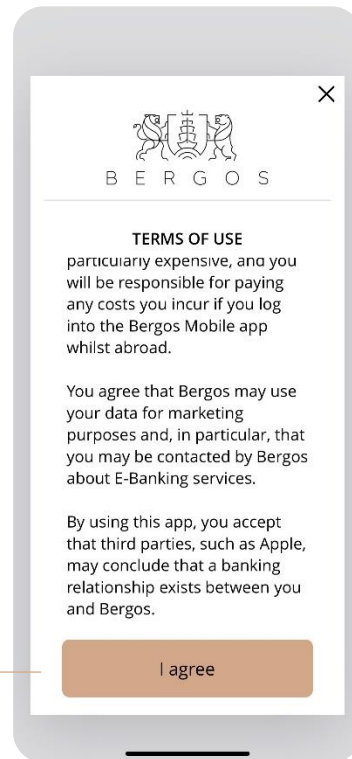 BERGOS
TERMS OF USE
particularly expensive, and you
will be responsible for paying
any costs you incur if you log
into the Bergos Mobile app
whilst abroad.
You agree that Bergos may use
your data for marketing
purposes and, in particular, that
you may be contacted by Bergos
about E-Banking services.
By using this app, you accept
that third parties, such as Apple,
may conclude that a banking
relationship exists between you
and Bergos.
I agree